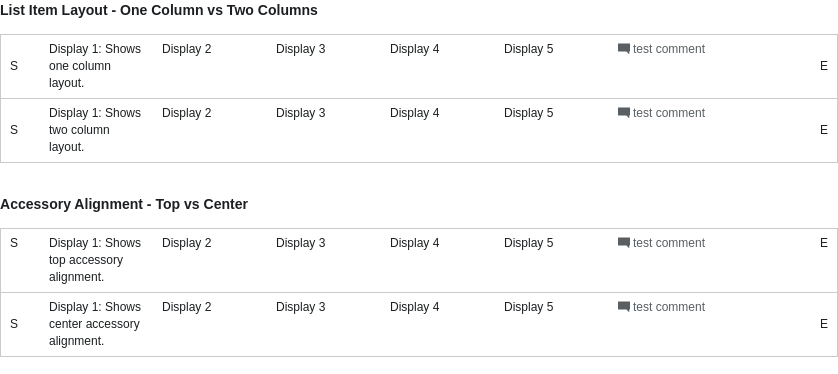 List Item Layout - One Column vs Two Columns
S Display 1: Shows one column layout. Display 2 Display 3 Display 4 Display 5 test comment E
S Display 1: Shows two column layout. Display 2 Display 3 Display 4 Display 5 test comment E
Accessory Alignment - Top vs Center
S Display 1: Shows top accessory alignment. Display 2 Display 3 Display 4 Display 5 test comment E
S Display 1: Shows center accessory alignment. Display 2 Display 3 Display 4 Display 5 test comment E